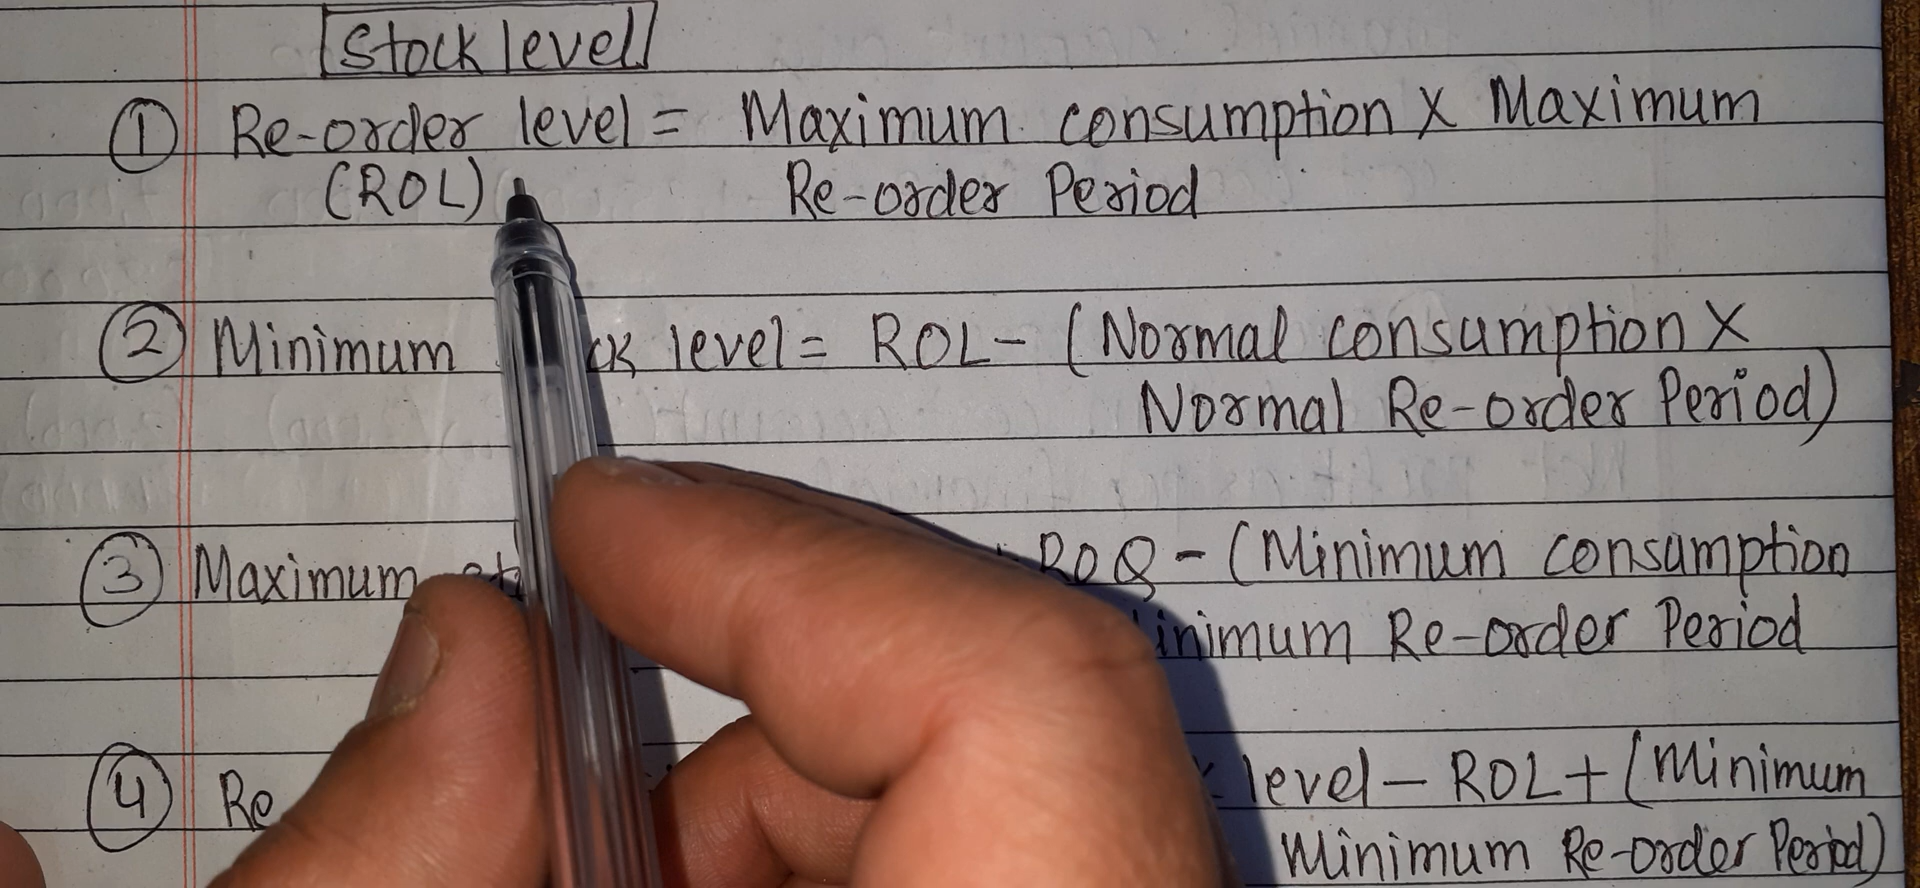 Stock level
① Re-order level = Maximum consumption X Maximum
(ROL) Re-order Period
② Minimum level = ROL - (Normal consumption X
Normal Re-order Period)
③ Maximum ROQ - (Minimum consumption
Minimum Re-order Period
④ level - ROL + (Minimum
Minimum Re-order Period)